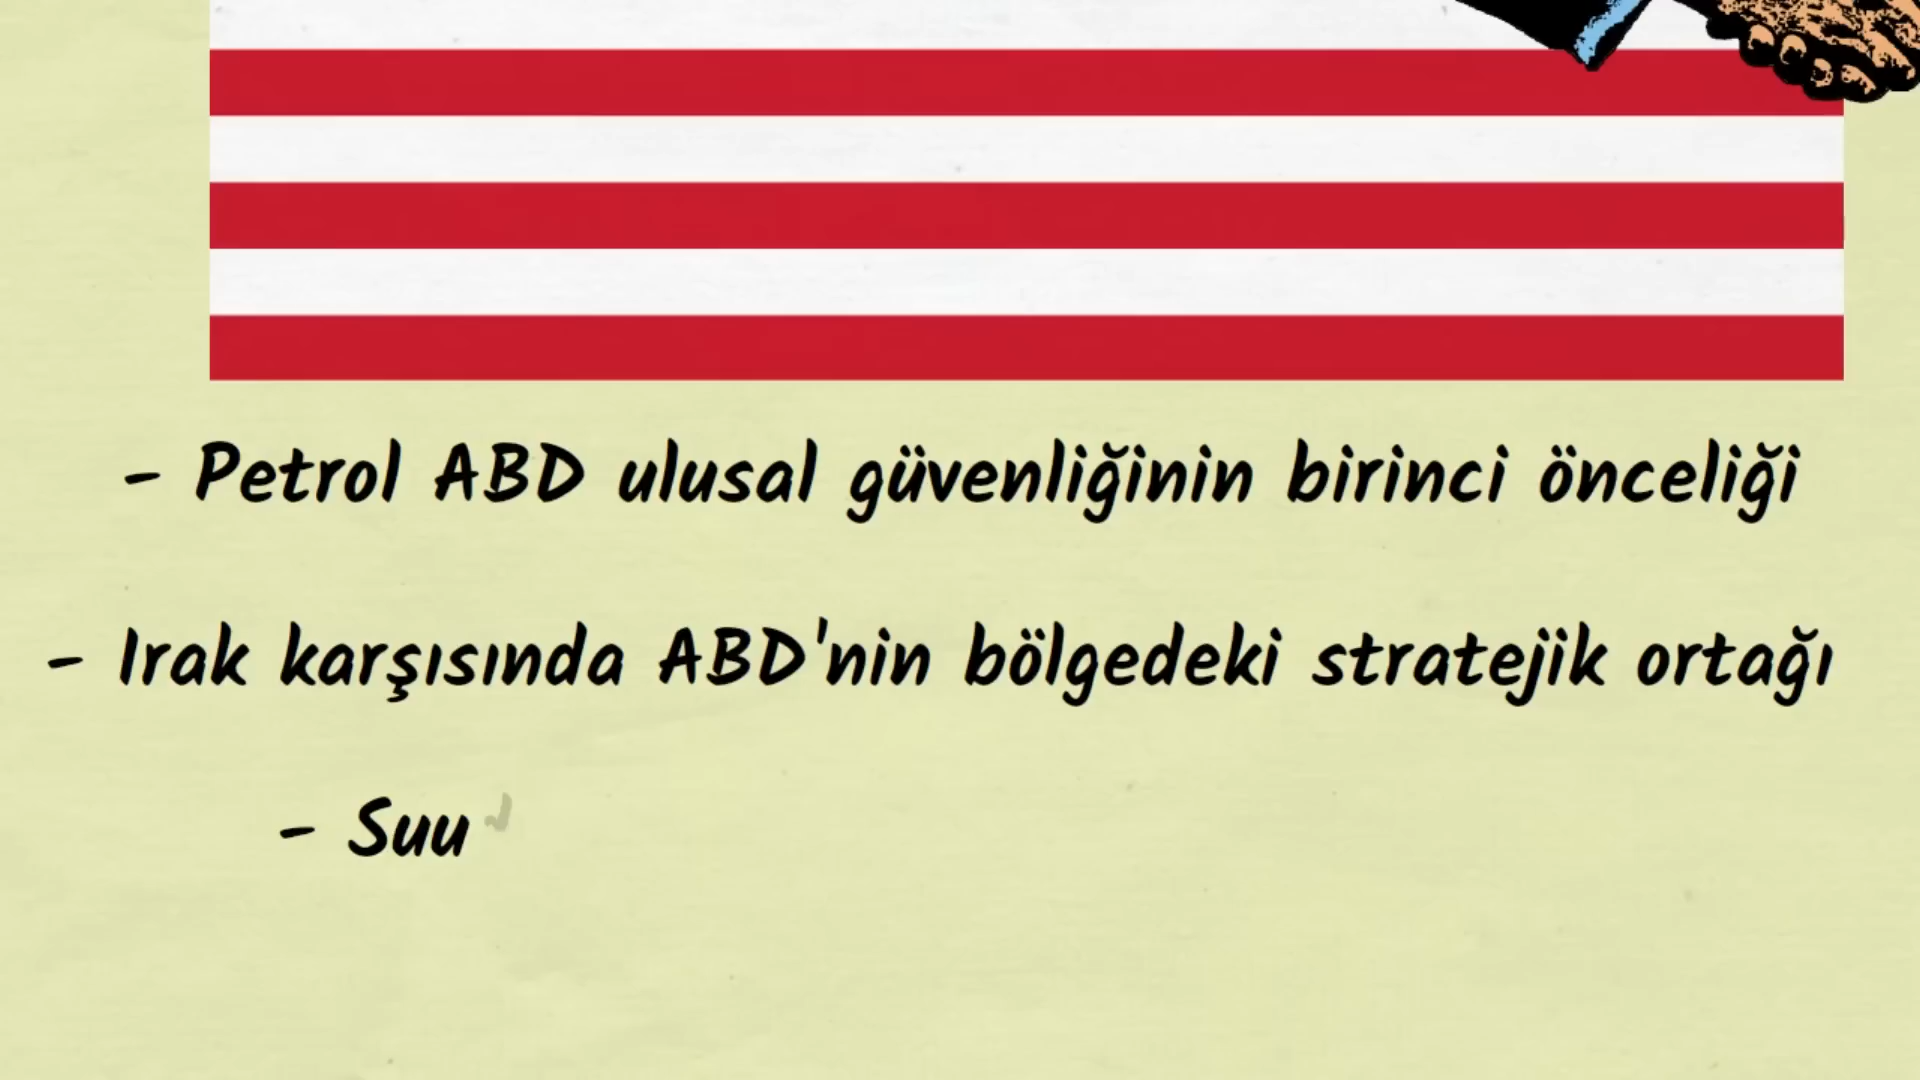 - Petrol ABD ulusal güvenliğinin birinci önceliği
- Irak karşısında ABD'nin bölgedeki stratejik ortağı
- Suu